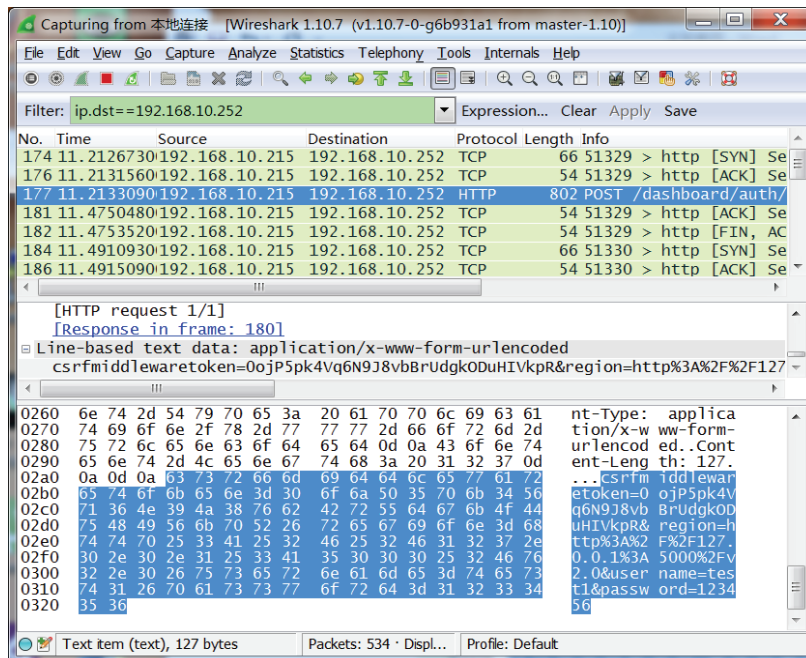 Capturing from 本地连接 [Wireshark 1.10.7 (v1.10.7-0-g6b931a1 from master-1.10)]
File Edit View Go Capture Analyze Statistics Telephony Tools Internals Help
Filter: ip.dst==192.168.10.252 Expression... Clear Apply Save
No. Time Source Destination Protocol Length Info
174 11.21267300 192.168.10.215 192.168.10.252 TCP 66 51329 > http [SYN] Se
176 11.21315600 192.168.10.215 192.168.10.252 TCP 54 51329 > http [ACK] Se
177 11.21330900 192.168.10.215 192.168.10.252 HTTP 802 POST /dashboard/auth/
181 11.47504800 192.168.10.215 192.168.10.252 TCP 54 51329 > http [ACK] Se
182 11.47535200 192.168.10.215 192.168.10.252 TCP 54 51329 > http [FIN, AC
184 11.49109300 192.168.10.215 192.168.10.252 TCP 66 51330 > http [SYN] Se
186 11.49150900 192.168.10.215 192.168.10.252 TCP 54 51330 > http [ACK] Se
[HTTP request 1/1]
[Response in frame: 180]
Line-based text data: application/x-www-form-urlencoded
csrfmiddlewaretoken=0ojP5pk4Vq6N9J8vbBrUdgkODuHIVkpR&region=http%3A%2F%2F127
0260 6e 74 2d 54 79 70 65 3a 20 61 70 70 6c 69 63 61 nt-Type: applica
0270 74 69 6f 6e 2f 78 2d 77 77 77 2d 66 6f 72 6d 2d tion/x-w ww-form-
0280 75 72 6c 65 6e 63 6f 64 65 64 0d 0a 43 6f 6e 74 urlencod ed..Cont
0290 65 6e 74 2d 4c 65 6e 67 74 68 3a 20 31 32 37 0d ent-Leng th: 127.
02a0 0a 0d 0a 63 73 72 66 6d 69 64 64 6c 65 77 61 72 ...csrfm iddlewar
02b0 65 74 6f 6b 65 6e 3d 30 6f 6a 50 35 70 6b 34 56 etoken=0 ojP5pk4V
02c0 71 36 4e 39 4a 38 76 62 42 72 55 64 67 6b 4f 44 q6N9J8vb BrUdgkOD
02d0 75 48 49 56 6b 70 52 26 72 65 67 69 6f 6e 3d 68 uHIVkpR& region=h
02e0 74 74 70 25 33 41 25 32 46 25 32 46 31 32 37 2e ttp%3A%2 F%2F127.
02f0 30 2e 30 2e 31 25 33 41 35 30 30 30 25 32 46 76 0.0.1%3A 5000%2Fv
0300 32 2e 30 26 75 73 65 72 6e 61 6d 65 3d 74 65 73 2.0&user name=tes
0310 74 31 26 70 61 73 73 77 6f 72 64 3d 31 32 33 34 t1&passw ord=1234
0320 35 36 56
Text item (text), 127 bytes Packets: 534 · Displ... Profile: Default